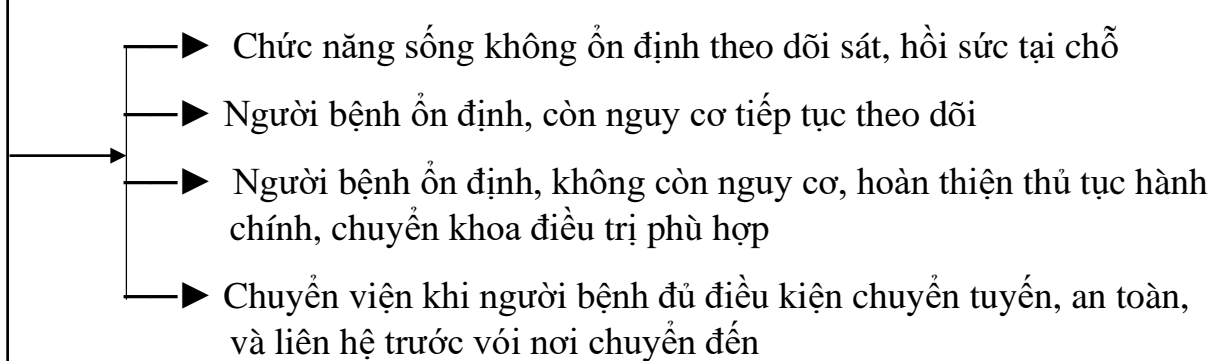 Chức năng sống không ổn định theo dõi sát, hồi sức tại chỗ
Người bệnh ổn định, còn nguy cơ tiếp tục theo dõi
Người bệnh ổn định, không còn nguy cơ, hoàn thiện thủ tục hành
chính, chuyển khoa điều trị phù hợp
Chuyển viện khi người bệnh đủ điều kiện chuyển tuyến, an toàn,
và liên hệ trước vói nơi chuyển đến